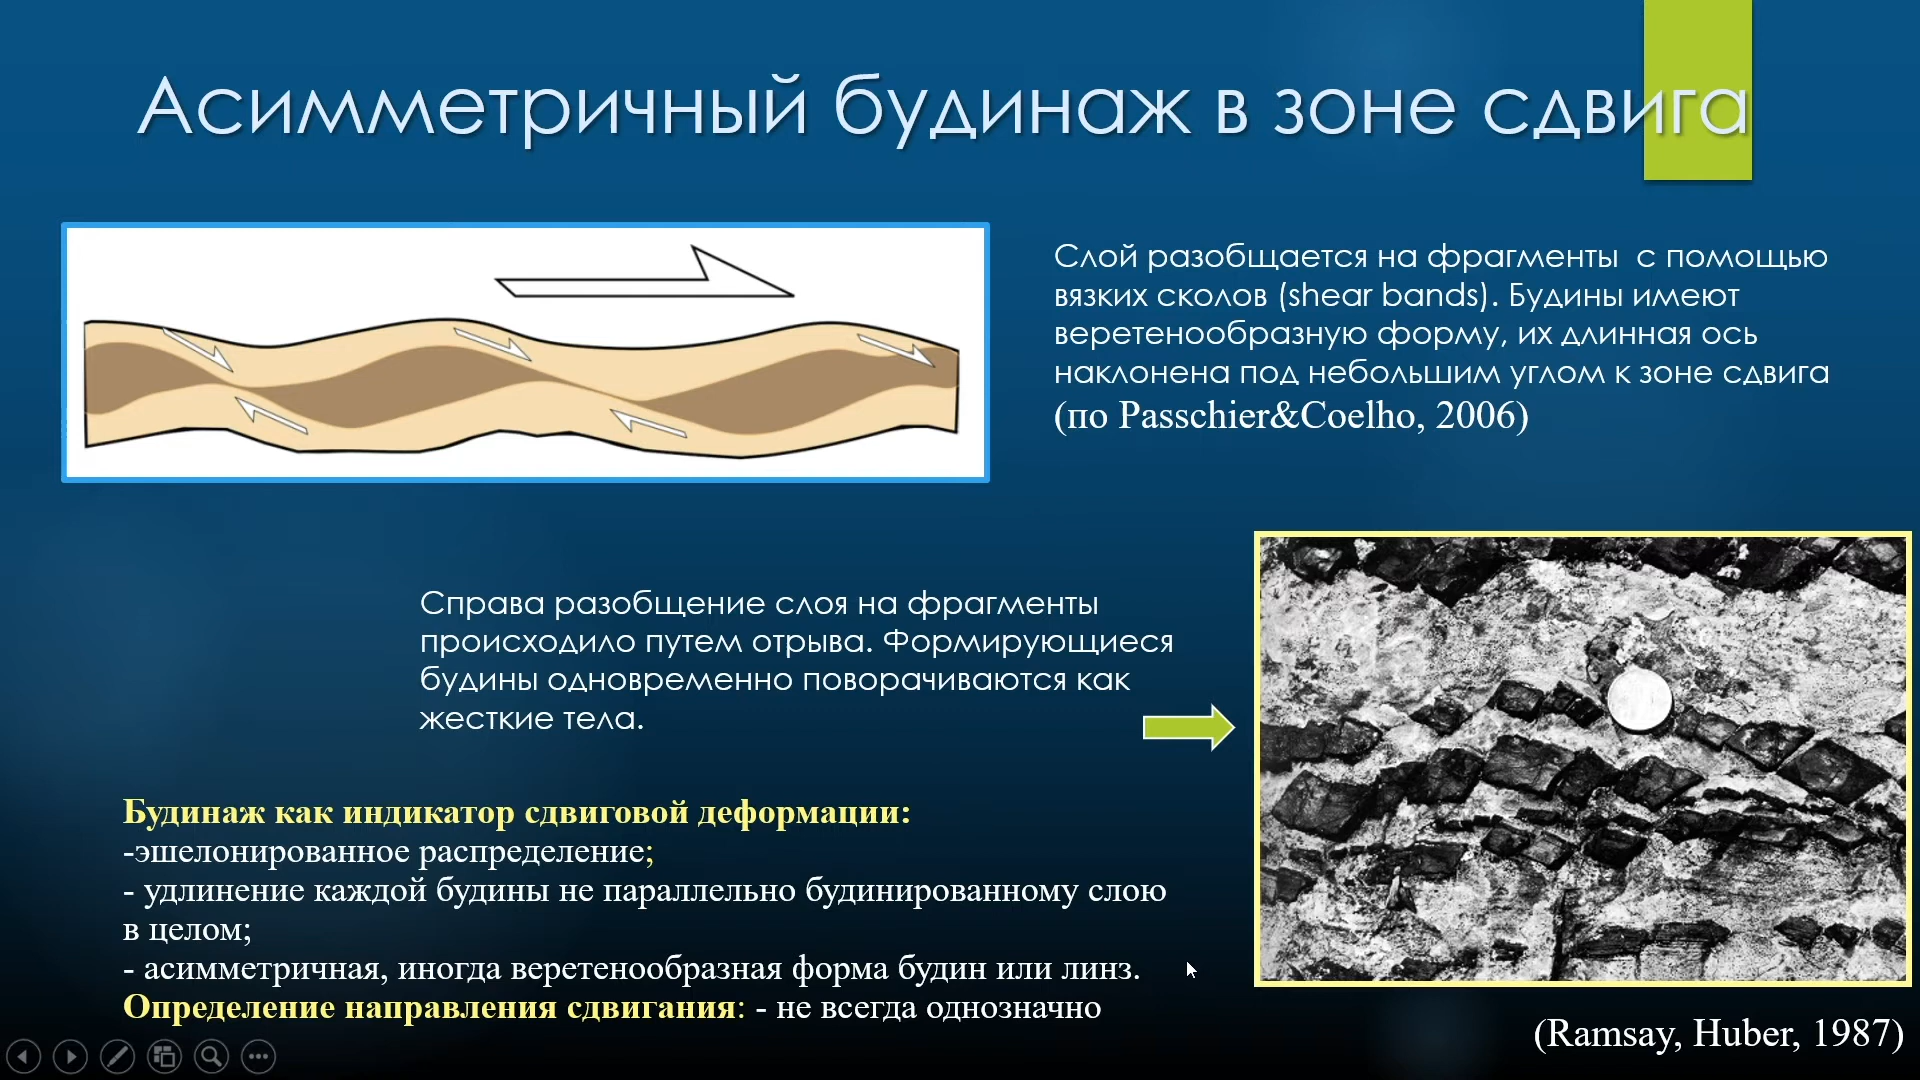 Асимметричный будинаж в зоне сдвига
Слой разобщается на фрагменты с помощью
вязких сколов (shear bands). Будины имеют
веретенообразную форму, их длинная ось
наклонена под небольшим углом к зоне сдвига
(по Passchier&Coelho, 2006)
Справа разобщение слоя на фрагменты
происходило путем отрыва. Формирующиеся
будины одновременно поворачиваются как
жесткие тела.
Будинаж как индикатор сдвиговой деформации:
-эшелонированное распределение;
- удлинение каждой будины не параллельно будинированному слою
в целом;
- асимметричная, иногда веретенообразная форма будин или линз.
Определение направления сдвигания: - не всегда однозначно
(Ramsay, Huber, 1987)